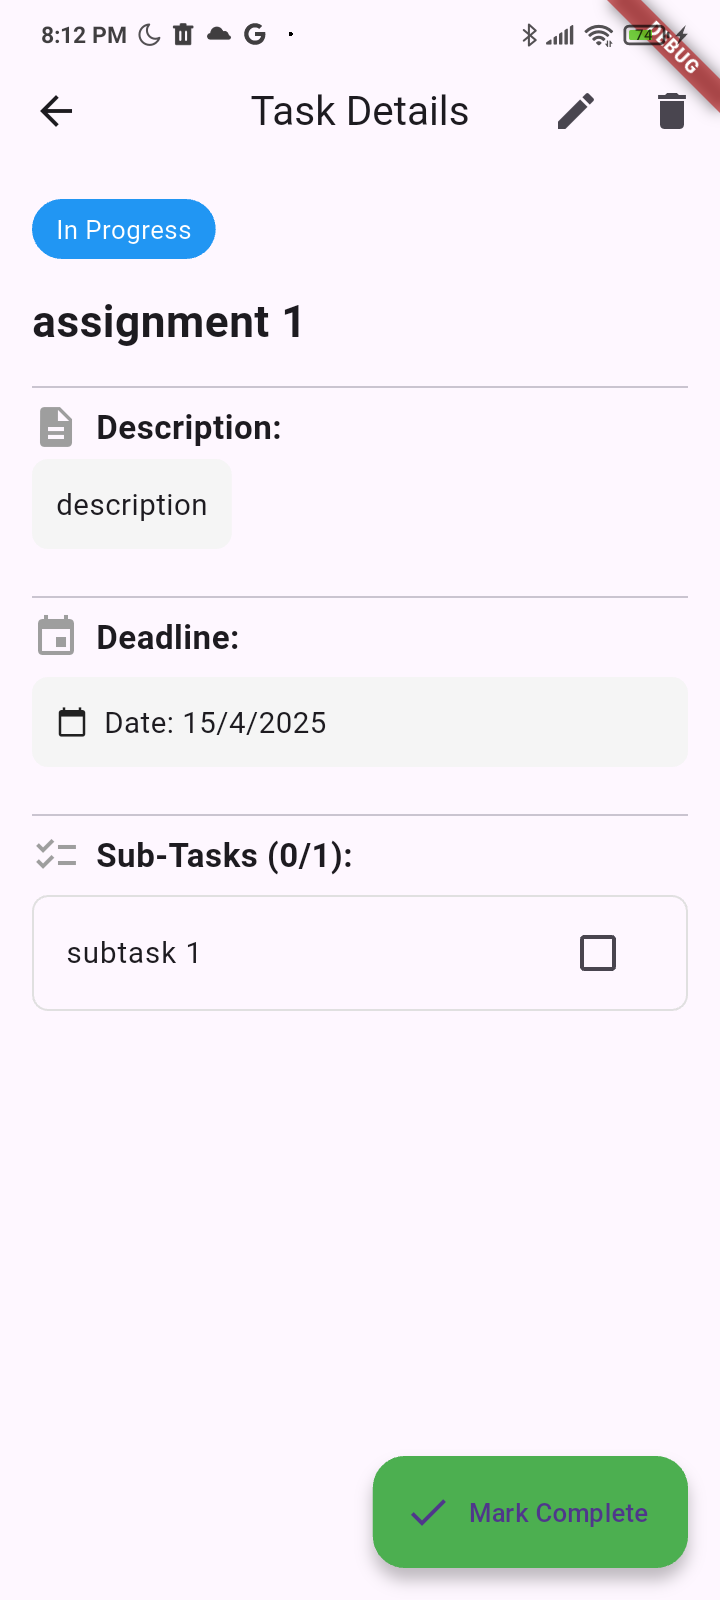 8:12 PM
74
DEBUG
Task Details
In Progress
assignment 1
Description:
description
Deadline:
Date: 15/4/2025
Sub-Tasks (0/1):
subtask 1
Mark Complete